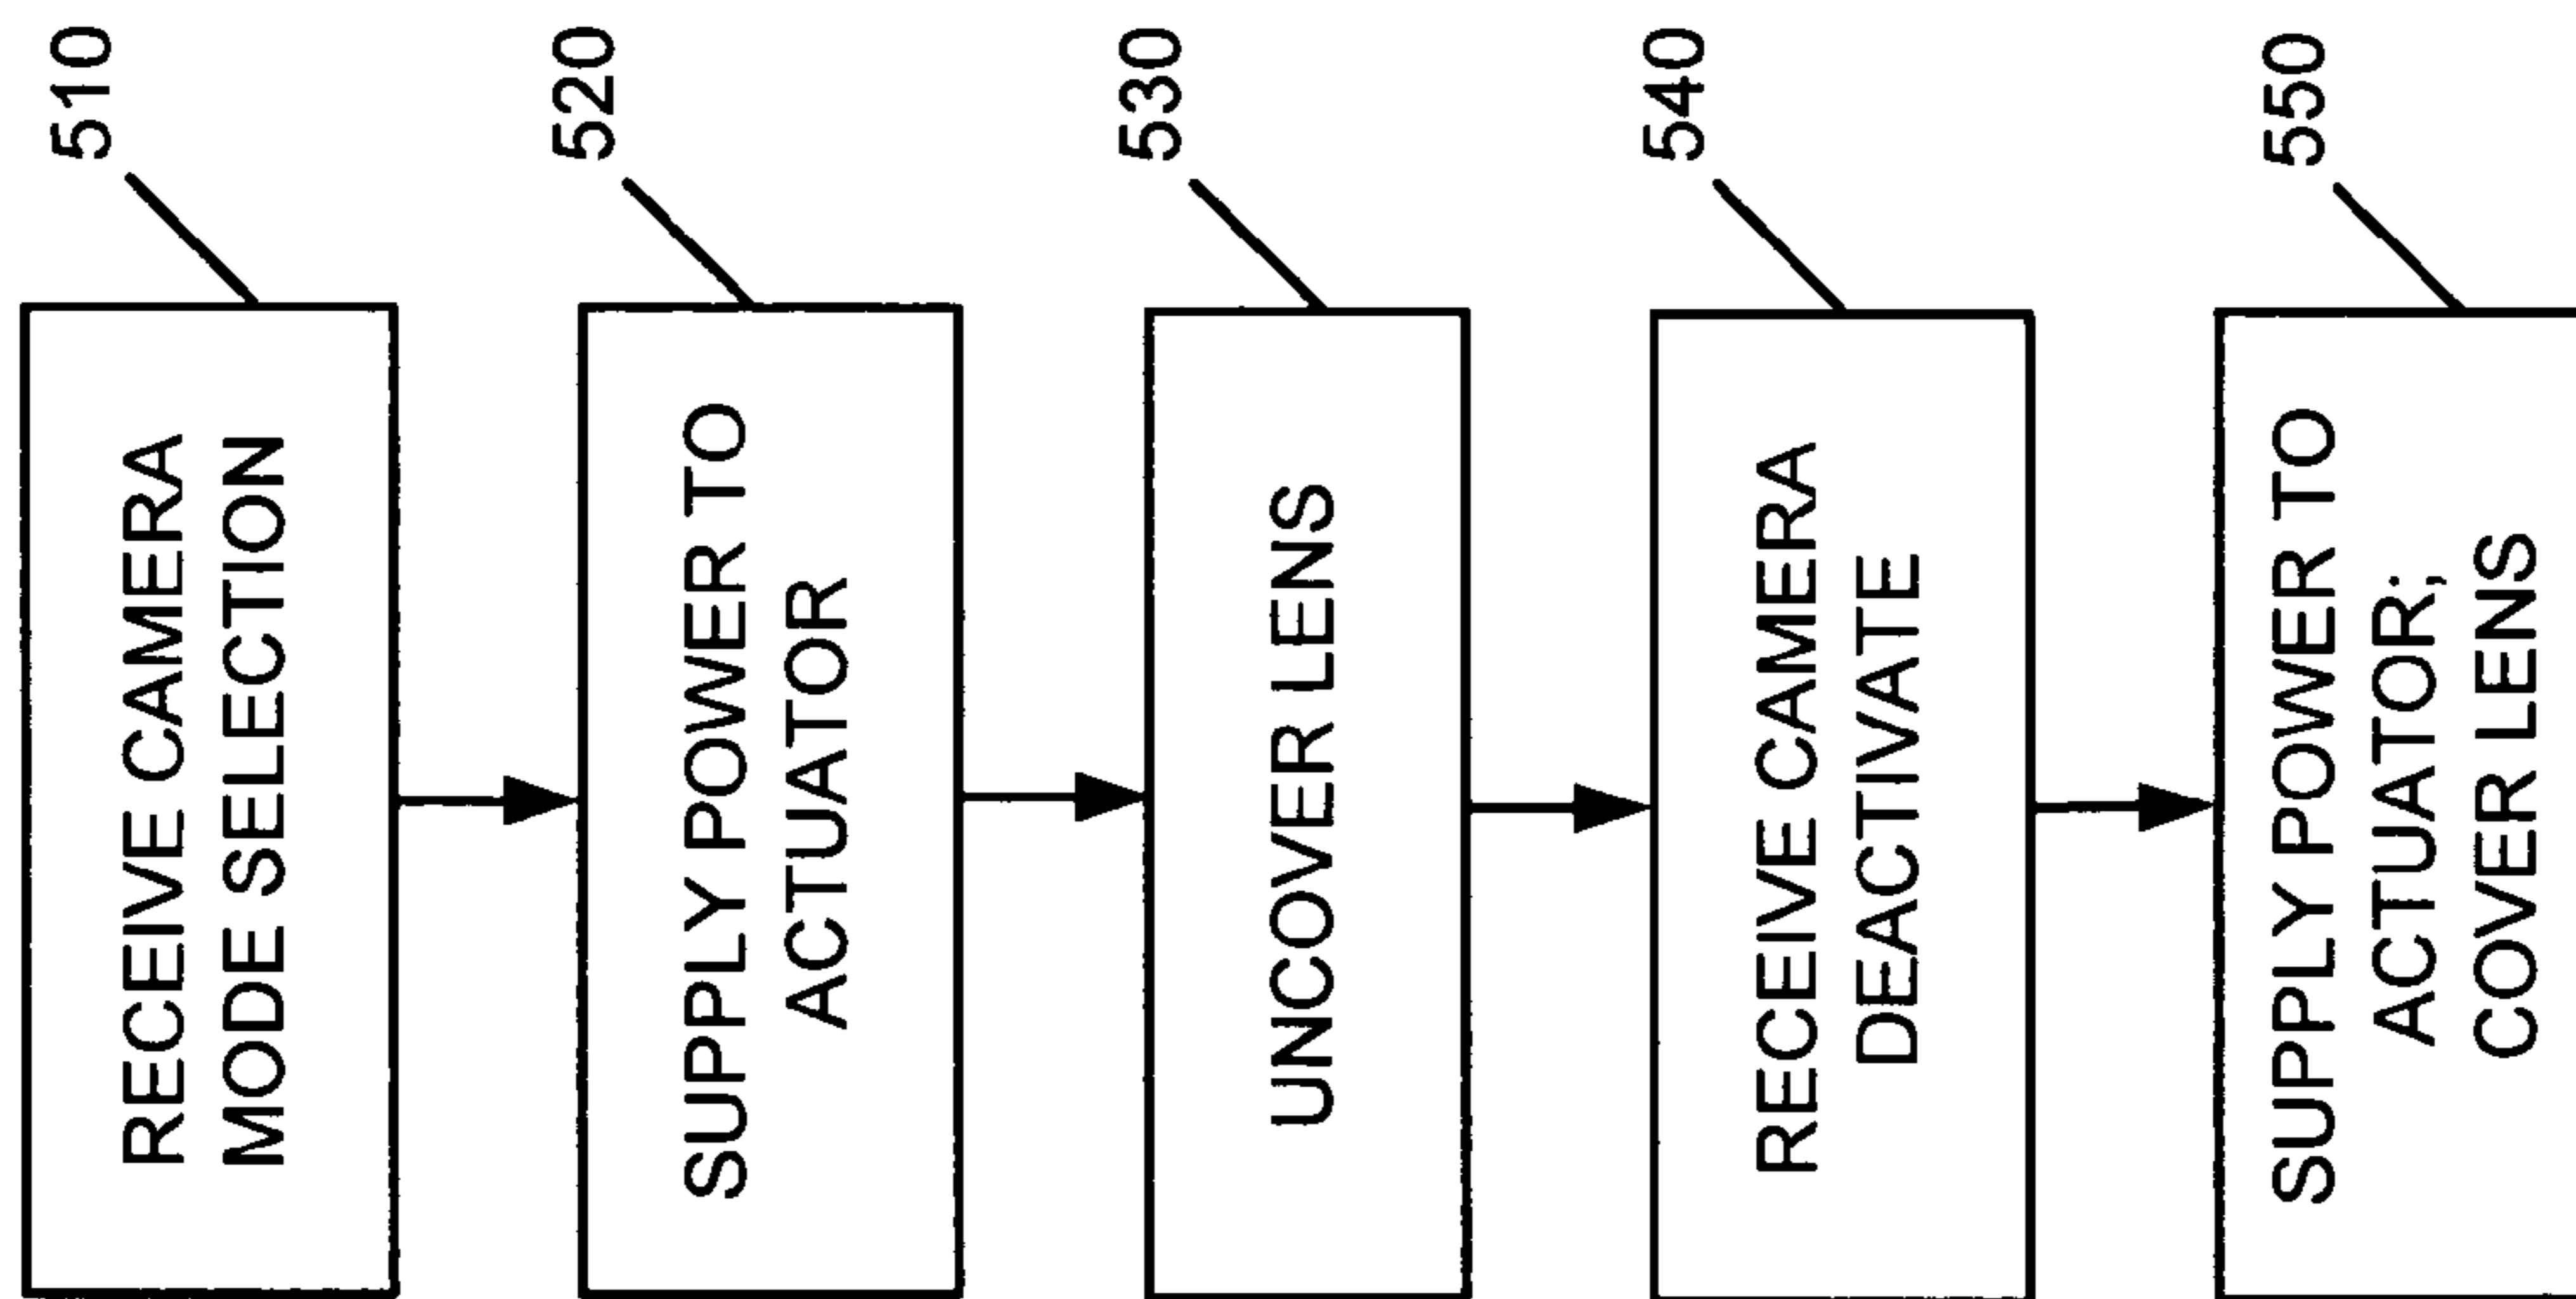 510
RECEIVE CAMERA
MODE SELECTION
520
SUPPLY POWER TO
ACTUATOR
530
UNCOVER LENS
540
RECEIVE CAMERA
DEACTIVATE
550
SUPPLY POWER TO
ACTUATOR;
COVER LENS